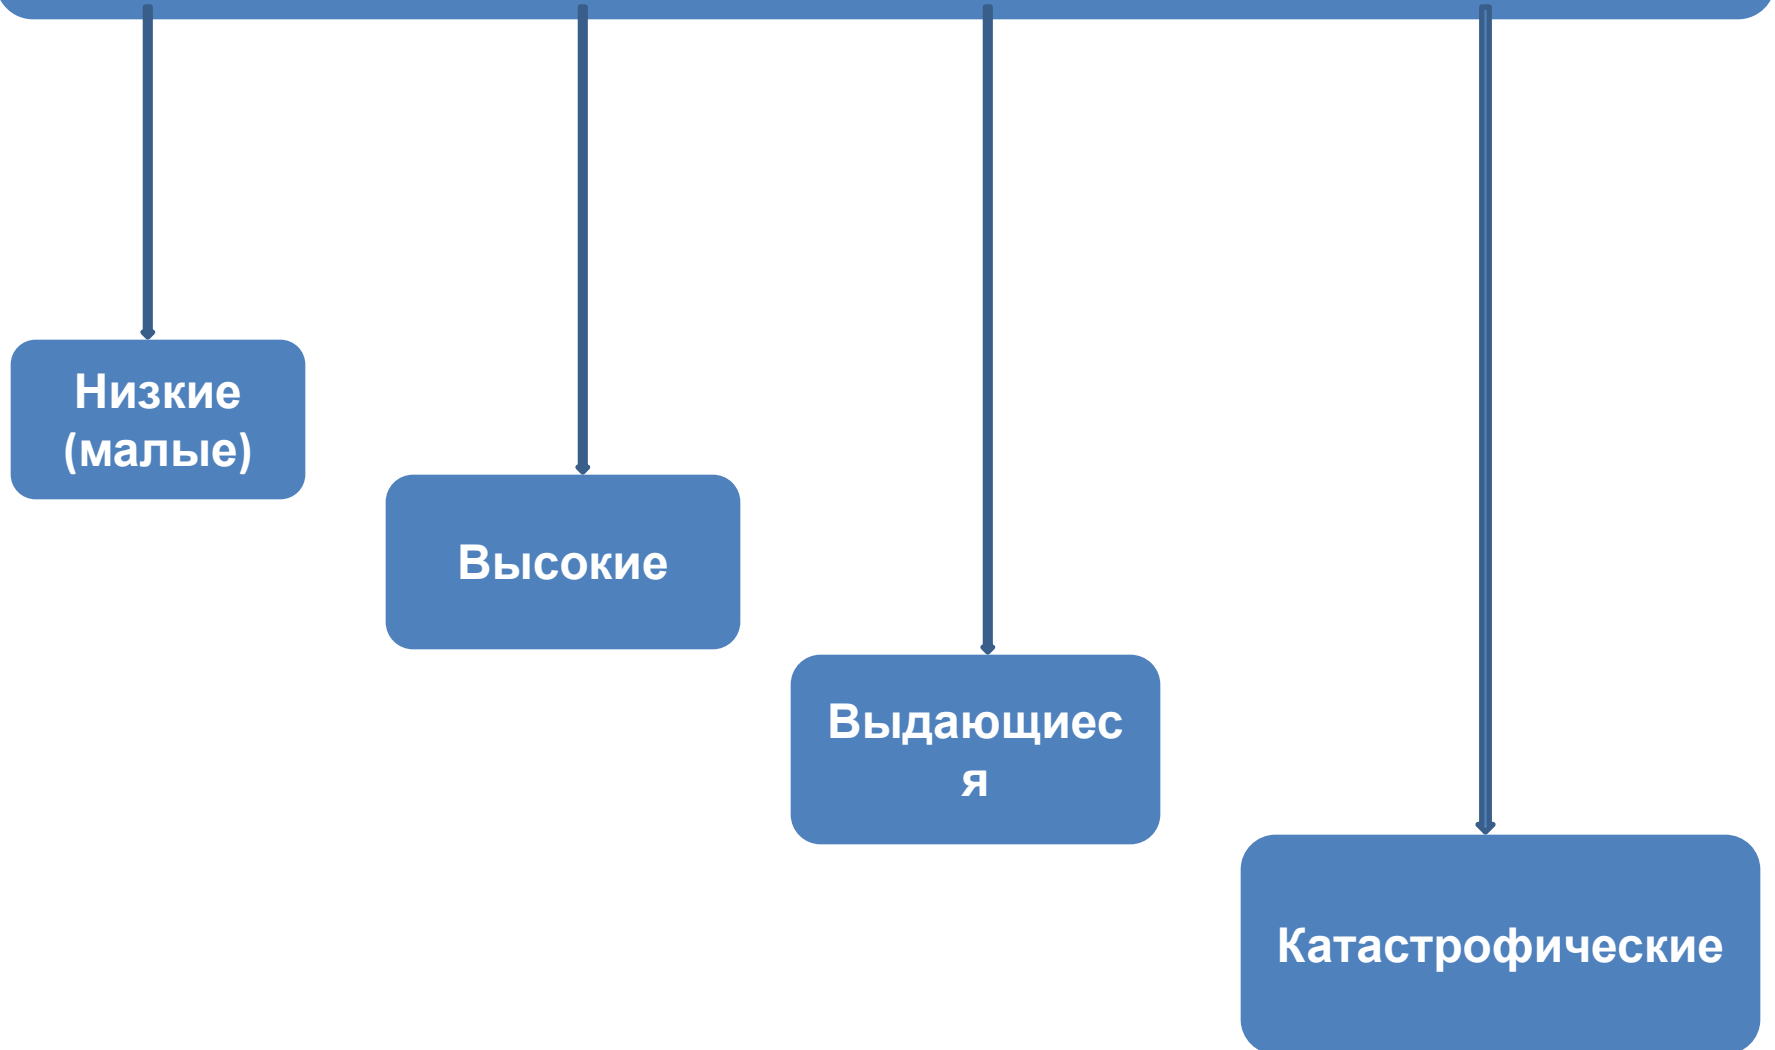 Низкие
(малые)
Высокие
Выдающиес
я
Катастрофические